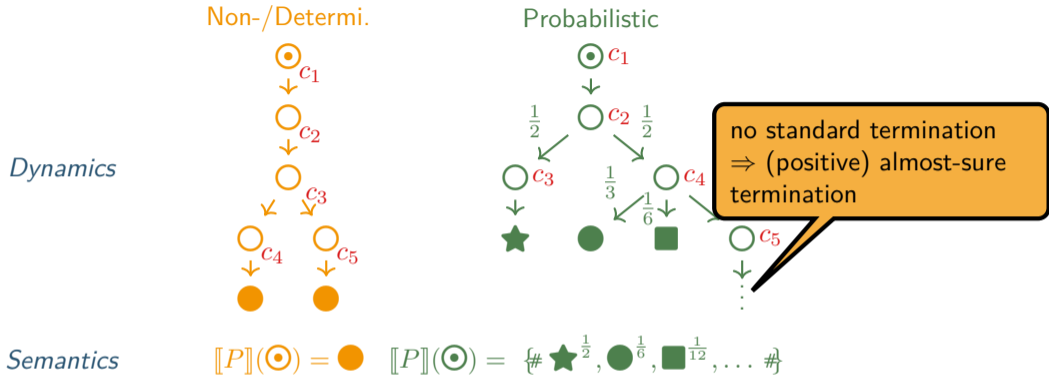 Non-/Determi.
Probabilistic
c₁
c₁
c₂
1/2
c₂
1/2
no standard termination
⇒ (positive) almost-sure
termination
Dynamics
c₃
c₃
1/3
1/6
c₄
c₄
c₅
c₅
⋮
Semantics
⟦P⟧(⊙) = ● ⟦P⟧(⊙) = {# ★^1/2, ●^1/6, ■^1/12, … #}